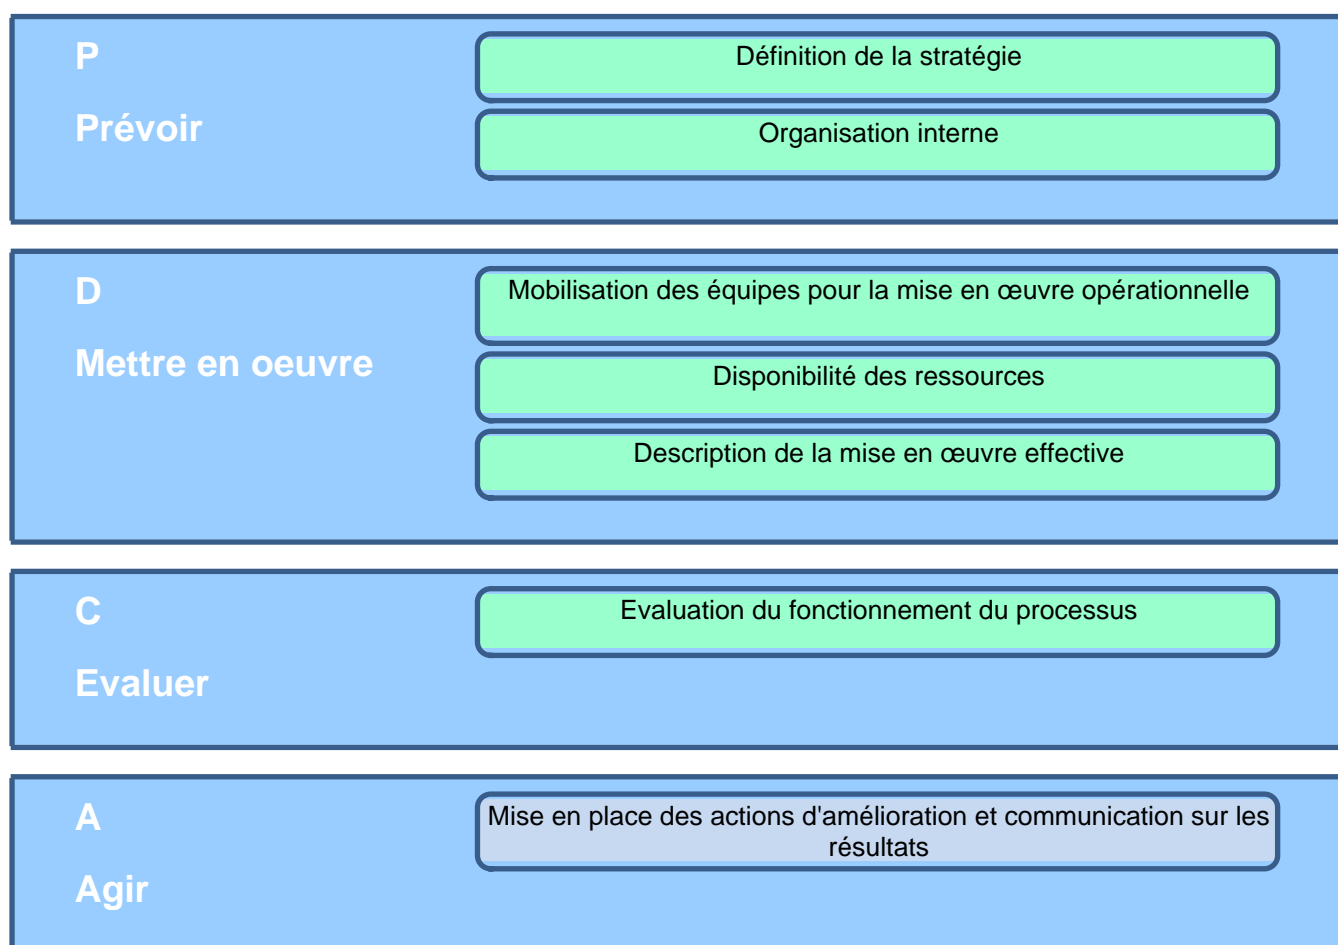 P
Prévoir
Définition de la stratégie
Organisation interne
D
Mettre en oeuvre
Mobilisation des équipes pour la mise en œuvre opérationnelle
Disponibilité des ressources
Description de la mise en œuvre effective
C
Evaluer
Evaluation du fonctionnement du processus
A
Agir
Mise en place des actions d'amélioration et communication sur les
résultats